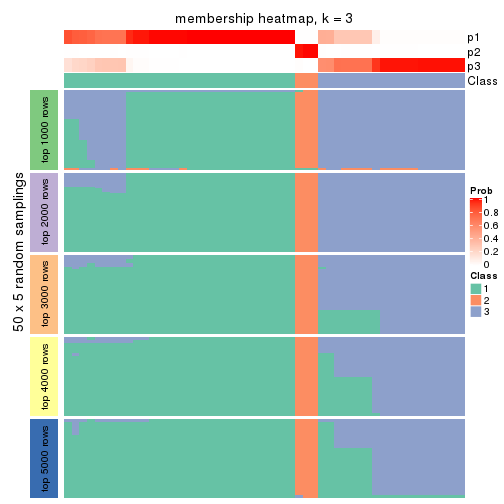 membership heatmap, k = 3
p1
p2
p3
Class
50 x 5 random samplings
top 1000 rows
top 2000 rows
top 3000 rows
top 4000 rows
top 5000 rows
Prob
1
0.8
0.6
0.4
0.2
0
Class
1
2
3